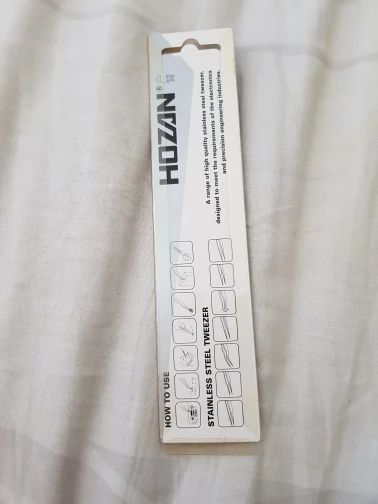 HOZAN®
A range of high quality stainless steel tweezer,
designed to meet the requirements of the electronics
and precision engineering industries.
HOW TO USE
STAINLESS STEEL TWEEZER